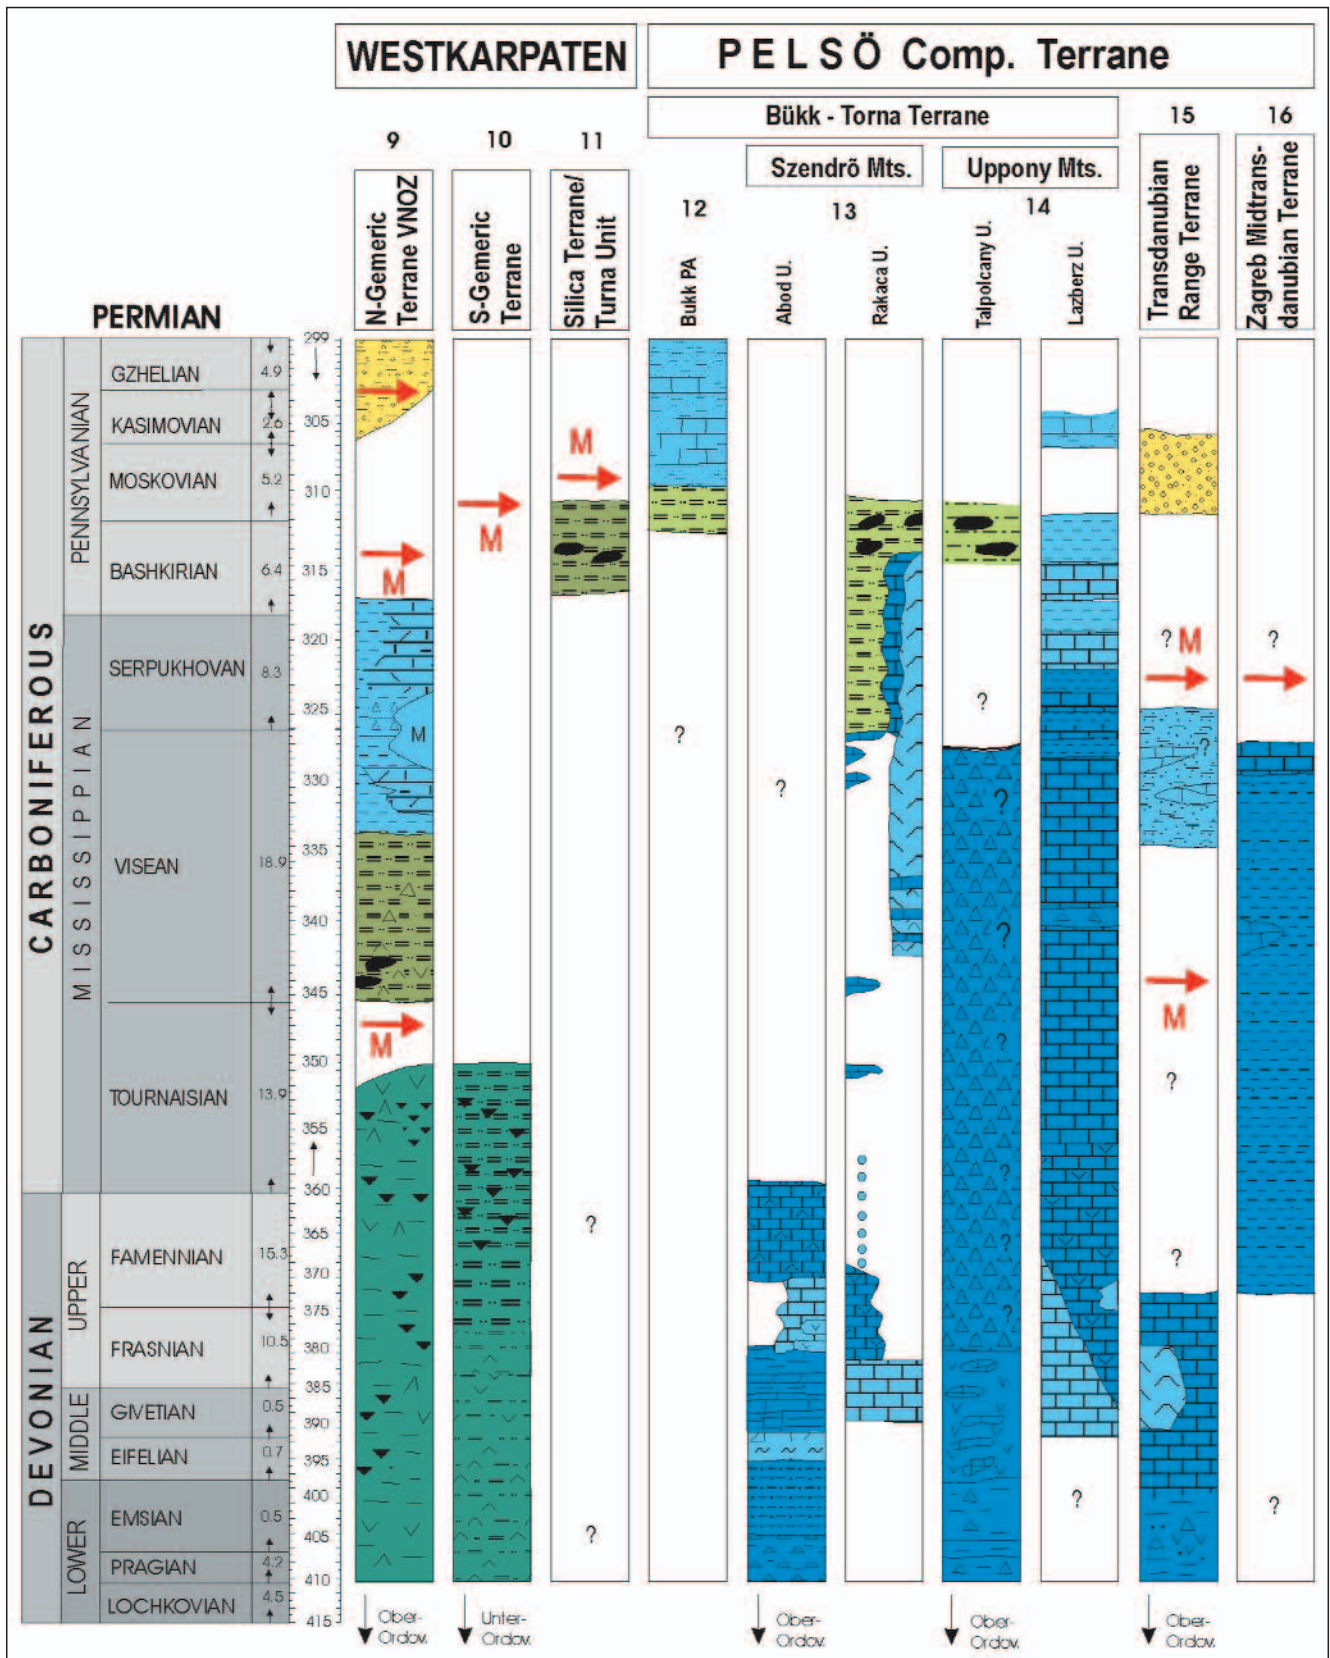 WESTKARPATEN
PELSÖ Comp. Terrane
Bükk - Torna Terrane
15
16
9
10
11
Szendrõ Mts.
Uppony Mts.
12
13
14
N-Gemeric
Terrane VNOZ
S-Gemeric
Terrane
Silica Terrane/
Turna Unit
Bukk PA
Abod U.
Rakaca U.
Talpolcany U.
Lazberz U.
Transdanubian
Range Terrane
Zagreb Midtrans-
danubian Terrane
PERMIAN
CARBONIFEROUS
DEVONIAN
PENNSYLVANIAN
MISSISSIPPIAN
UPPER
MIDDLE
LOWER
GZHELIAN 4.9
KASIMOVIAN 2.6
MOSKOVIAN 5.2
BASHKIRIAN 6.4
SERPUKHOVAN 8.3
VISEAN 18.9
TOURNAISIAN 13.9
FAMENNIAN 15.3
FRASNIAN 10.5
GIVETIAN 0.5
EIFELIAN 0.7
EMSIAN 0.5
PRAGIAN 4.2
LOCHKOVIAN 4.5
299
305
310
315
320
325
330
335
340
345
350
355
360
365
370
375
380
385
390
395
400
405
410
415
M
M
M
M
M
?
?
?
?
?
?
?
?
?
?
?
?
?
?
M
?
M
?
?
?
?
Ober-
Ordov.
Unter-
Ordov.
Ober-
Ordov.
Ober-
Ordov.
Ober-
Ordov.